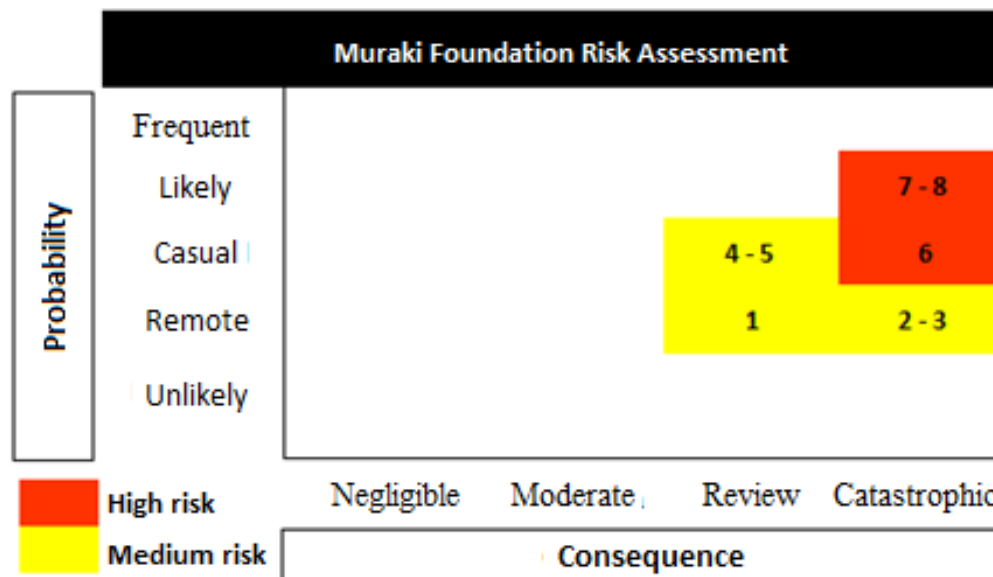 Muraki Foundation Risk Assessment
Probability
Frequent
Likely
7 - 8
Casual
4 - 5
6
Remote
1
2 - 3
Unlikely
Negligible
Moderate
Review
Catastrophic
High risk
Medium risk
Consequence